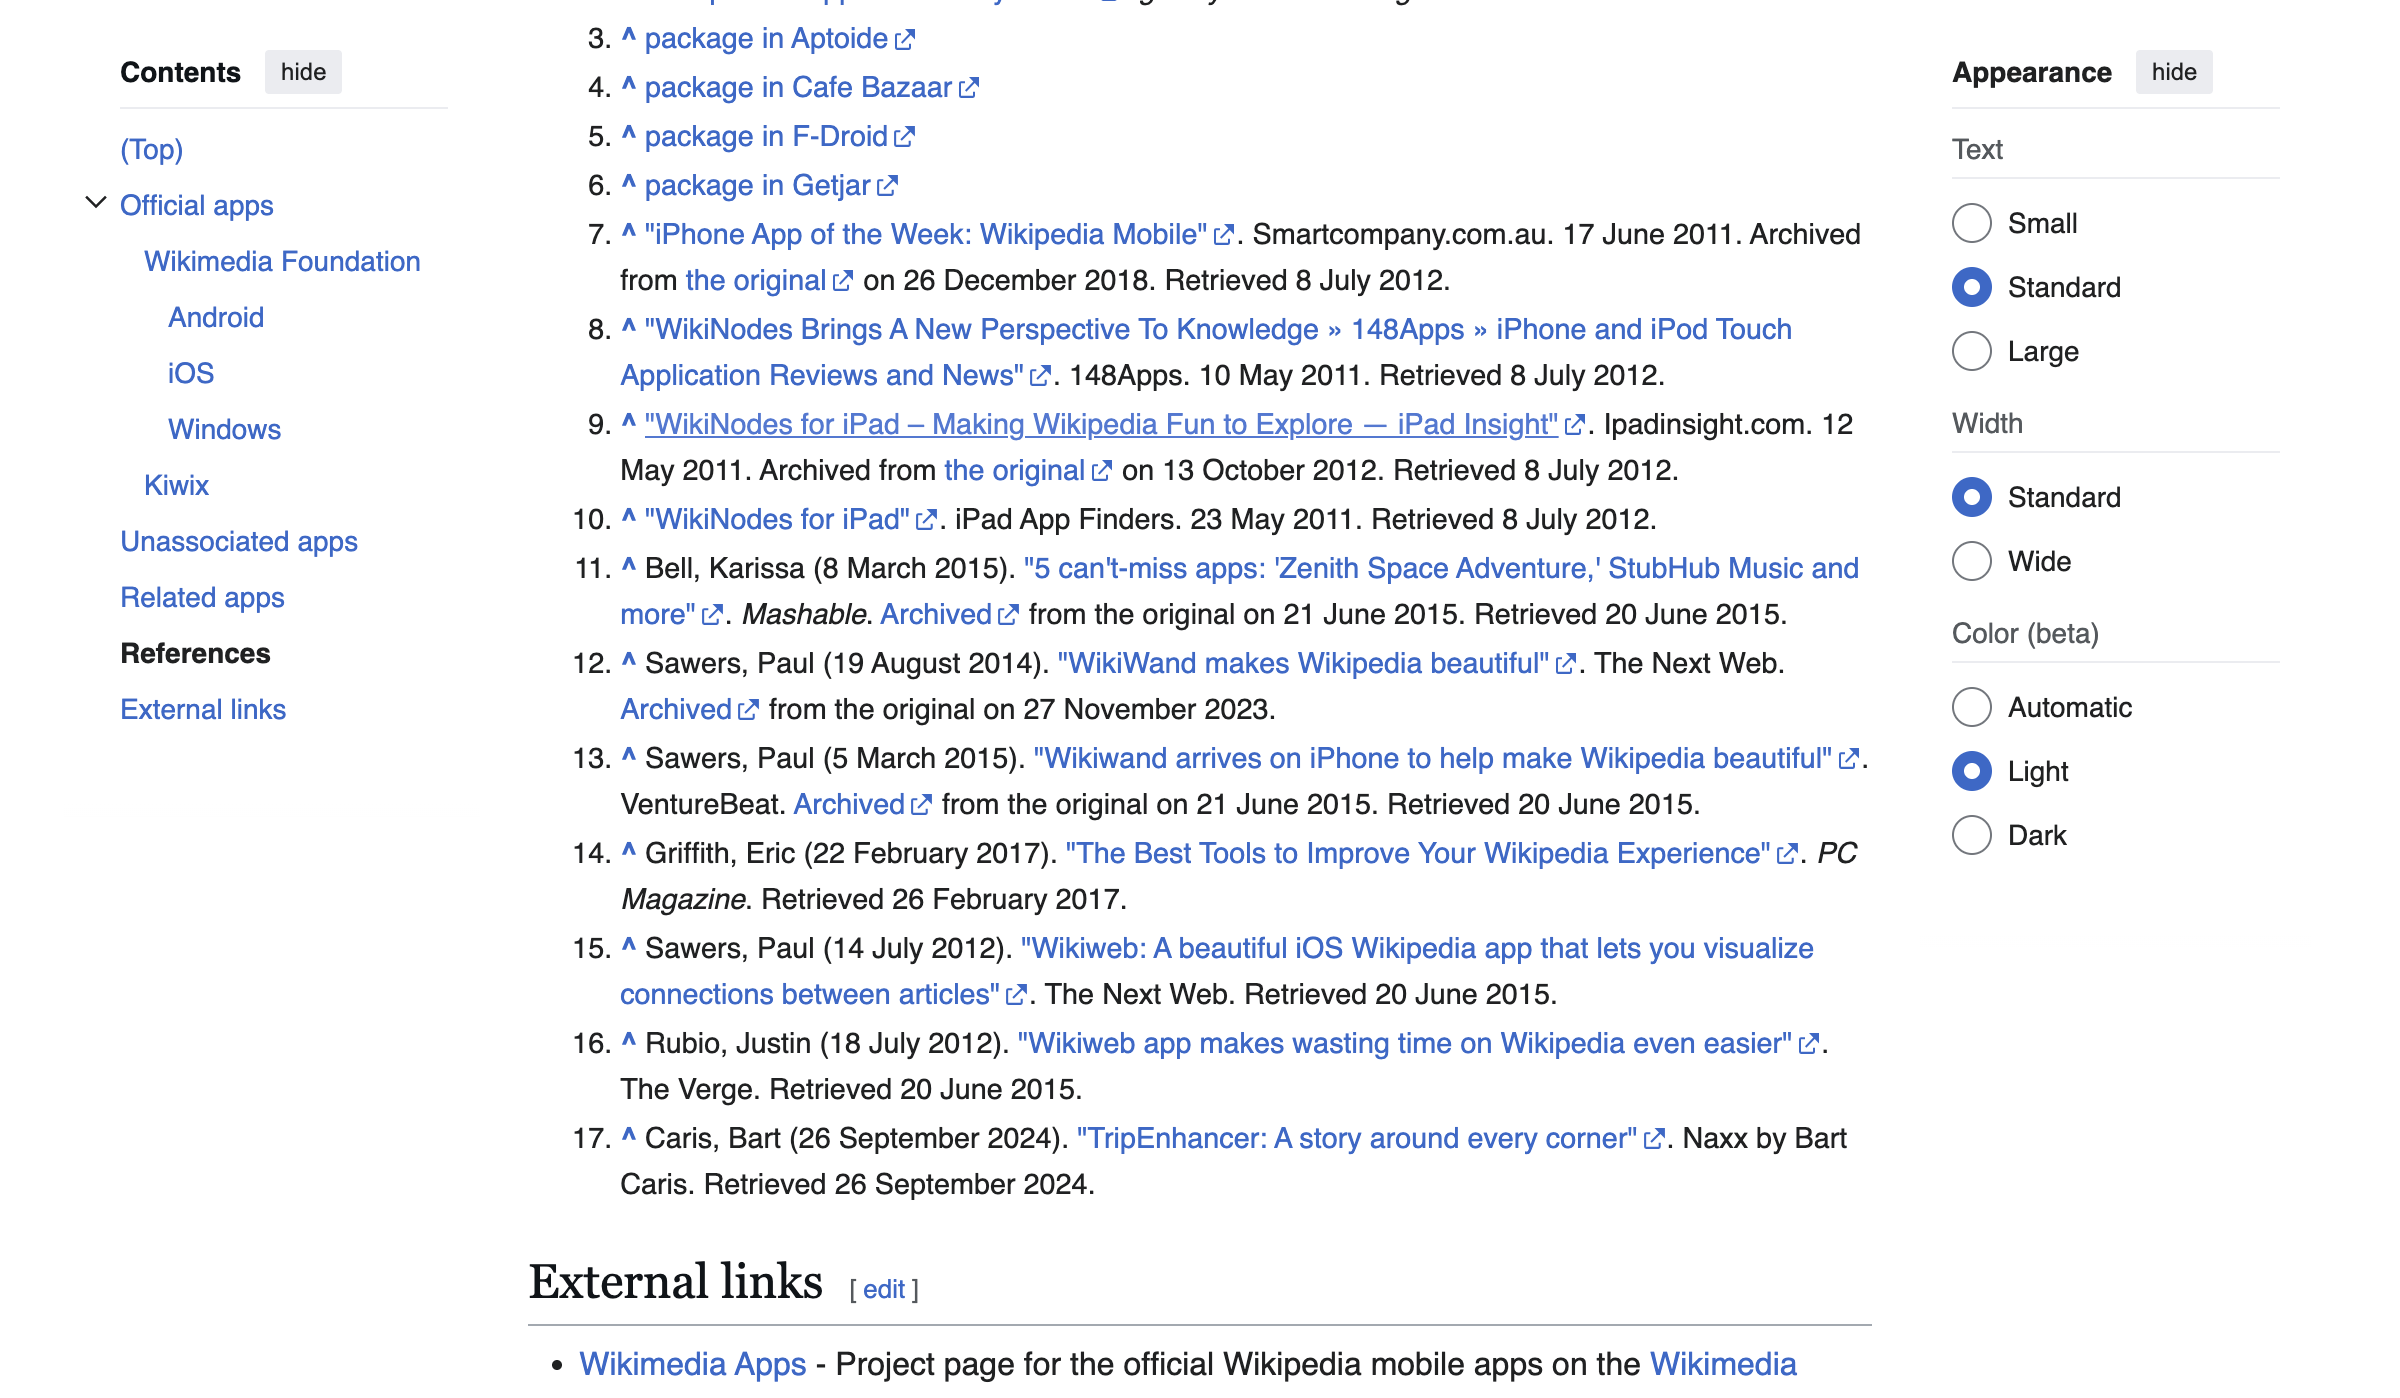 Contents hide
(Top)
Official apps
Wikimedia Foundation
Android
iOS
Windows
Kiwix
Unassociated apps
Related apps
References
External links
3. ^ package in Aptoide
4. ^ package in Cafe Bazaar
5. ^ package in F-Droid
6. ^ package in Getjar
7. ^ "iPhone App of the Week: Wikipedia Mobile". Smartcompany.com.au. 17 June 2011. Archived
from the original on 26 December 2018. Retrieved 8 July 2012.
8. ^ "WikiNodes Brings A New Perspective To Knowledge » 148Apps » iPhone and iPod Touch
Application Reviews and News". 148Apps. 10 May 2011. Retrieved 8 July 2012.
9. ^ "WikiNodes for iPad – Making Wikipedia Fun to Explore — iPad Insight". Ipadinsight.com. 12
May 2011. Archived from the original on 13 October 2012. Retrieved 8 July 2012.
10. ^ "WikiNodes for iPad". iPad App Finders. 23 May 2011. Retrieved 8 July 2012.
11. ^ Bell, Karissa (8 March 2015). "5 can't-miss apps: 'Zenith Space Adventure,' StubHub Music and
more". Mashable. Archived from the original on 21 June 2015. Retrieved 20 June 2015.
12. ^ Sawers, Paul (19 August 2014). "WikiWand makes Wikipedia beautiful". The Next Web.
Archived from the original on 27 November 2023.
13. ^ Sawers, Paul (5 March 2015). "Wikiwand arrives on iPhone to help make Wikipedia beautiful".
VentureBeat. Archived from the original on 21 June 2015. Retrieved 20 June 2015.
14. ^ Griffith, Eric (22 February 2017). "The Best Tools to Improve Your Wikipedia Experience". PC
Magazine. Retrieved 26 February 2017.
15. ^ Sawers, Paul (14 July 2012). "Wikiweb: A beautiful iOS Wikipedia app that lets you visualize
connections between articles". The Next Web. Retrieved 20 June 2015.
16. ^ Rubio, Justin (18 July 2012). "Wikiweb app makes wasting time on Wikipedia even easier".
The Verge. Retrieved 20 June 2015.
17. ^ Caris, Bart (26 September 2024). "TripEnhancer: A story around every corner". Naxx by Bart
Caris. Retrieved 26 September 2024.
External links [ edit ]
• Wikimedia Apps - Project page for the official Wikipedia mobile apps on the Wikimedia
Appearance hide
Text
Small
Standard
Large
Width
Standard
Wide
Color (beta)
Automatic
Light
Dark